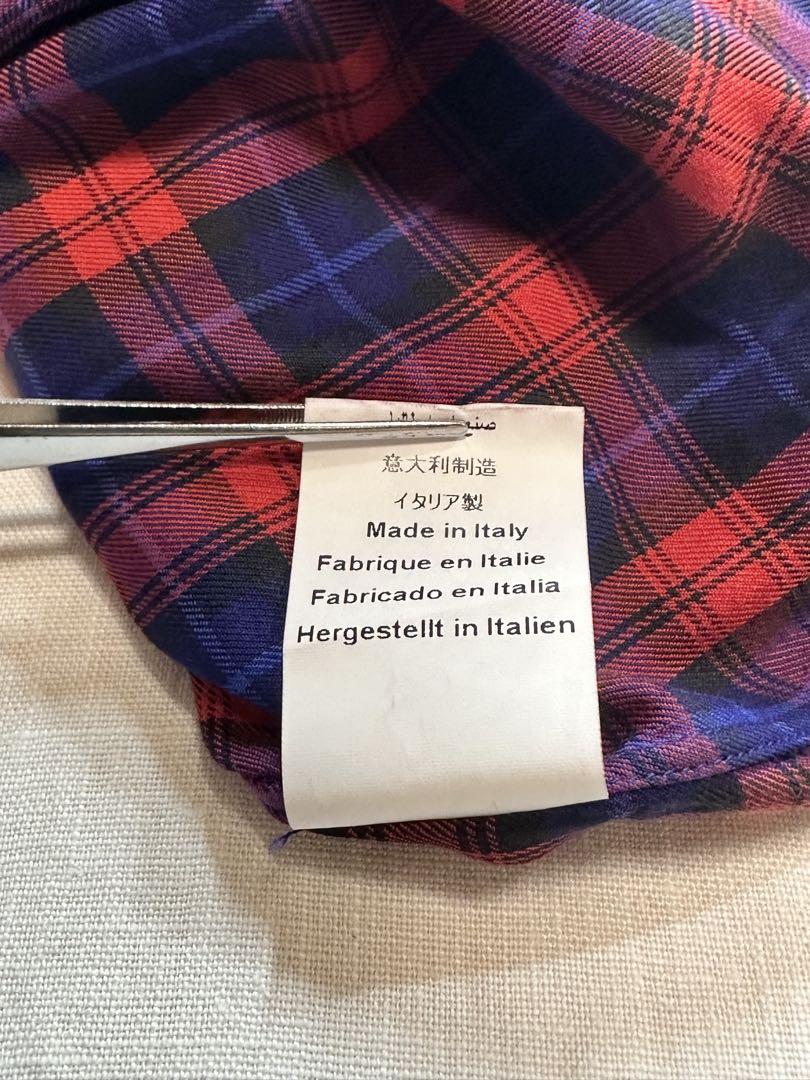 صنع
意大利制造
イタリア製
Made in Italy
Fabrique en Italie
Fabricado en Italia
Hergestellt in Italien